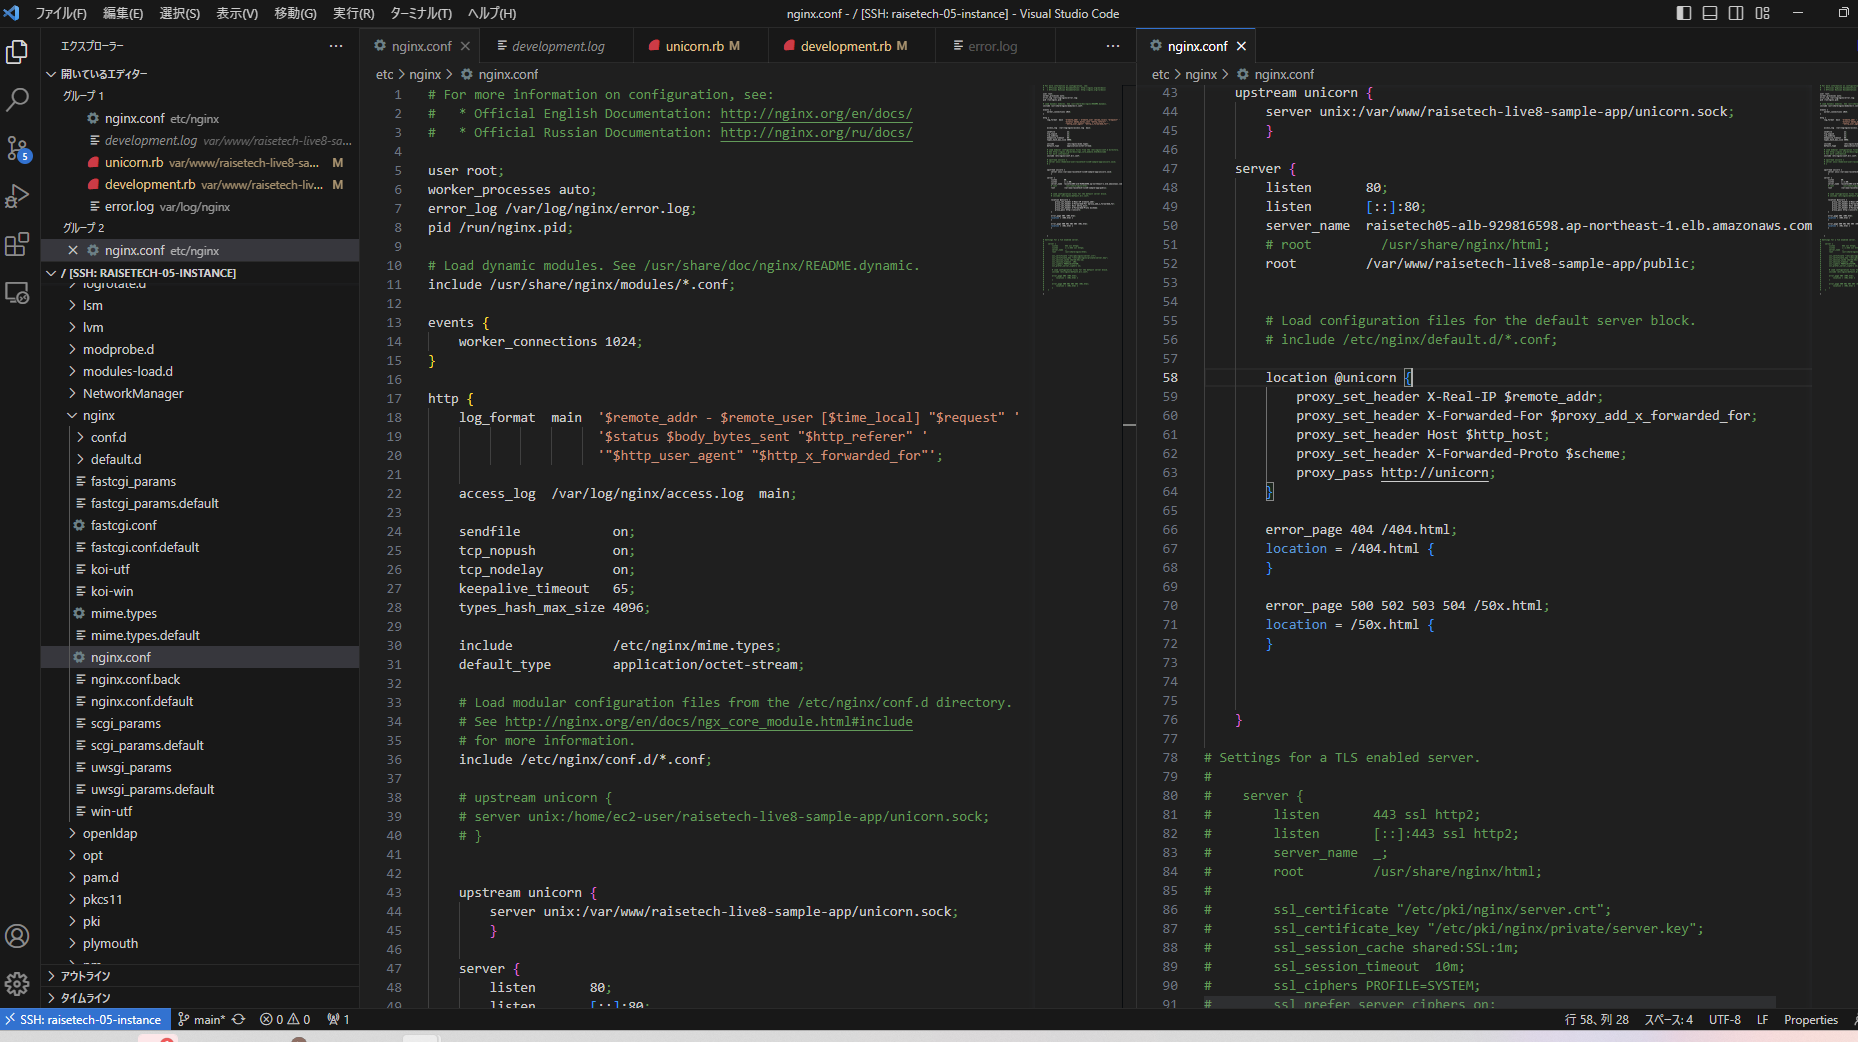 ファイル(F) 編集(E) 選択(S) 表示(V) 移動(G) 実行(R) ターミナル(T) ヘルプ(H)
nginx.conf - / [SSH: raisetech-05-instance] - Visual Studio Code
エクスプローラー
開いているエディター
グループ 1
nginx.conf etc/nginx
development.log var/www/raisetech-live8-sa...
unicorn.rb var/www/raisetech-live8-sa... M
development.rb var/www/raisetech-liv... M
error.log var/log/nginx
グループ 2
nginx.conf etc/nginx
/ [SSH: RAISETECH-05-INSTANCE]
logrotate.d
lsm
lvm
modprobe.d
modules-load.d
NetworkManager
nginx
conf.d
default.d
fastcgi_params
fastcgi_params.default
fastcgi.conf
fastcgi.conf.default
koi-utf
koi-win
mime.types
mime.types.default
nginx.conf
nginx.conf.back
nginx.conf.default
scgi_params
scgi_params.default
uwsgi_params
uwsgi_params.default
win-utf
openldap
opt
pam.d
pkcs11
pki
plymouth
アウトライン
タイムライン
5
nginx.conf
development.log
unicorn.rb M
development.rb M
error.log
etc > nginx > nginx.conf
1 # For more information on configuration, see:
2 #   * Official English Documentation: http://nginx.org/en/docs/
3 #   * Official Russian Documentation: http://nginx.org/ru/docs/
4
5 user root;
6 worker_processes auto;
7 error_log /var/log/nginx/error.log;
8 pid /run/nginx.pid;
9
10 # Load dynamic modules. See /usr/share/doc/nginx/README.dynamic.
11 include /usr/share/nginx/modules/*.conf;
12
13 events {
14     worker_connections 1024;
15 }
16
17 http {
18     log_format  main  '$remote_addr - $remote_user [$time_local] "$request" '
19                       '$status $body_bytes_sent "$http_referer" '
20                       '"$http_user_agent" "$http_x_forwarded_for"';
21
22     access_log  /var/log/nginx/access.log  main;
23
24     sendfile            on;
25     tcp_nopush          on;
26     tcp_nodelay         on;
27     keepalive_timeout   65;
28     types_hash_max_size 4096;
29
30     include             /etc/nginx/mime.types;
31     default_type        application/octet-stream;
32
33     # Load modular configuration files from the /etc/nginx/conf.d directory.
34     # See http://nginx.org/en/docs/ngx_core_module.html#include
35     # for more information.
36     include /etc/nginx/conf.d/*.conf;
37
38     # upstream unicorn {
39     # server unix:/home/ec2-user/raisetech-live8-sample-app/unicorn.sock;
40     # }
41
42
43     upstream unicorn {
44         server unix:/var/www/raisetech-live8-sample-app/unicorn.sock;
45         }
46
47     server {
48         listen       80;
49         listen       [::]:80;
nginx.conf
etc > nginx > nginx.conf
43     upstream unicorn {
44         server unix:/var/www/raisetech-live8-sample-app/unicorn.sock;
45         }
46
47     server {
48         listen       80;
49         listen       [::]:80;
50         server_name  raisetech05-alb-929816598.ap-northeast-1.elb.amazonaws.com
51         # root         /usr/share/nginx/html;
52         root         /var/www/raisetech-live8-sample-app/public;
53
54
55         # Load configuration files for the default server block.
56         # include /etc/nginx/default.d/*.conf;
57
58         location @unicorn {
59             proxy_set_header X-Real-IP $remote_addr;
60             proxy_set_header X-Forwarded-For $proxy_add_x_forwarded_for;
61             proxy_set_header Host $http_host;
62             proxy_set_header X-Forwarded-Proto $scheme;
63             proxy_pass http://unicorn;
64         }
65
66         error_page 404 /404.html;
67         location = /404.html {
68         }
69
70         error_page 500 502 503 504 /50x.html;
71         location = /50x.html {
72         }
73
74
75
76     }
77
78 # Settings for a TLS enabled server.
79 #
80 #    server {
81 #        listen       443 ssl http2;
82 #        listen       [::]:443 ssl http2;
83 #        server_name  _;
84 #        root         /usr/share/nginx/html;
85 #
86 #        ssl_certificate "/etc/pki/nginx/server.crt";
87 #        ssl_certificate_key "/etc/pki/nginx/private/server.key";
88 #        ssl_session_cache shared:SSL:1m;
89 #        ssl_session_timeout  10m;
90 #        ssl_ciphers PROFILE=SYSTEM;
91 #        ssl_prefer_server_ciphers on;
SSH: raisetech-05-instance main* 0 0 1
行 58、列 28 スペース: 4 UTF-8 LF Properties